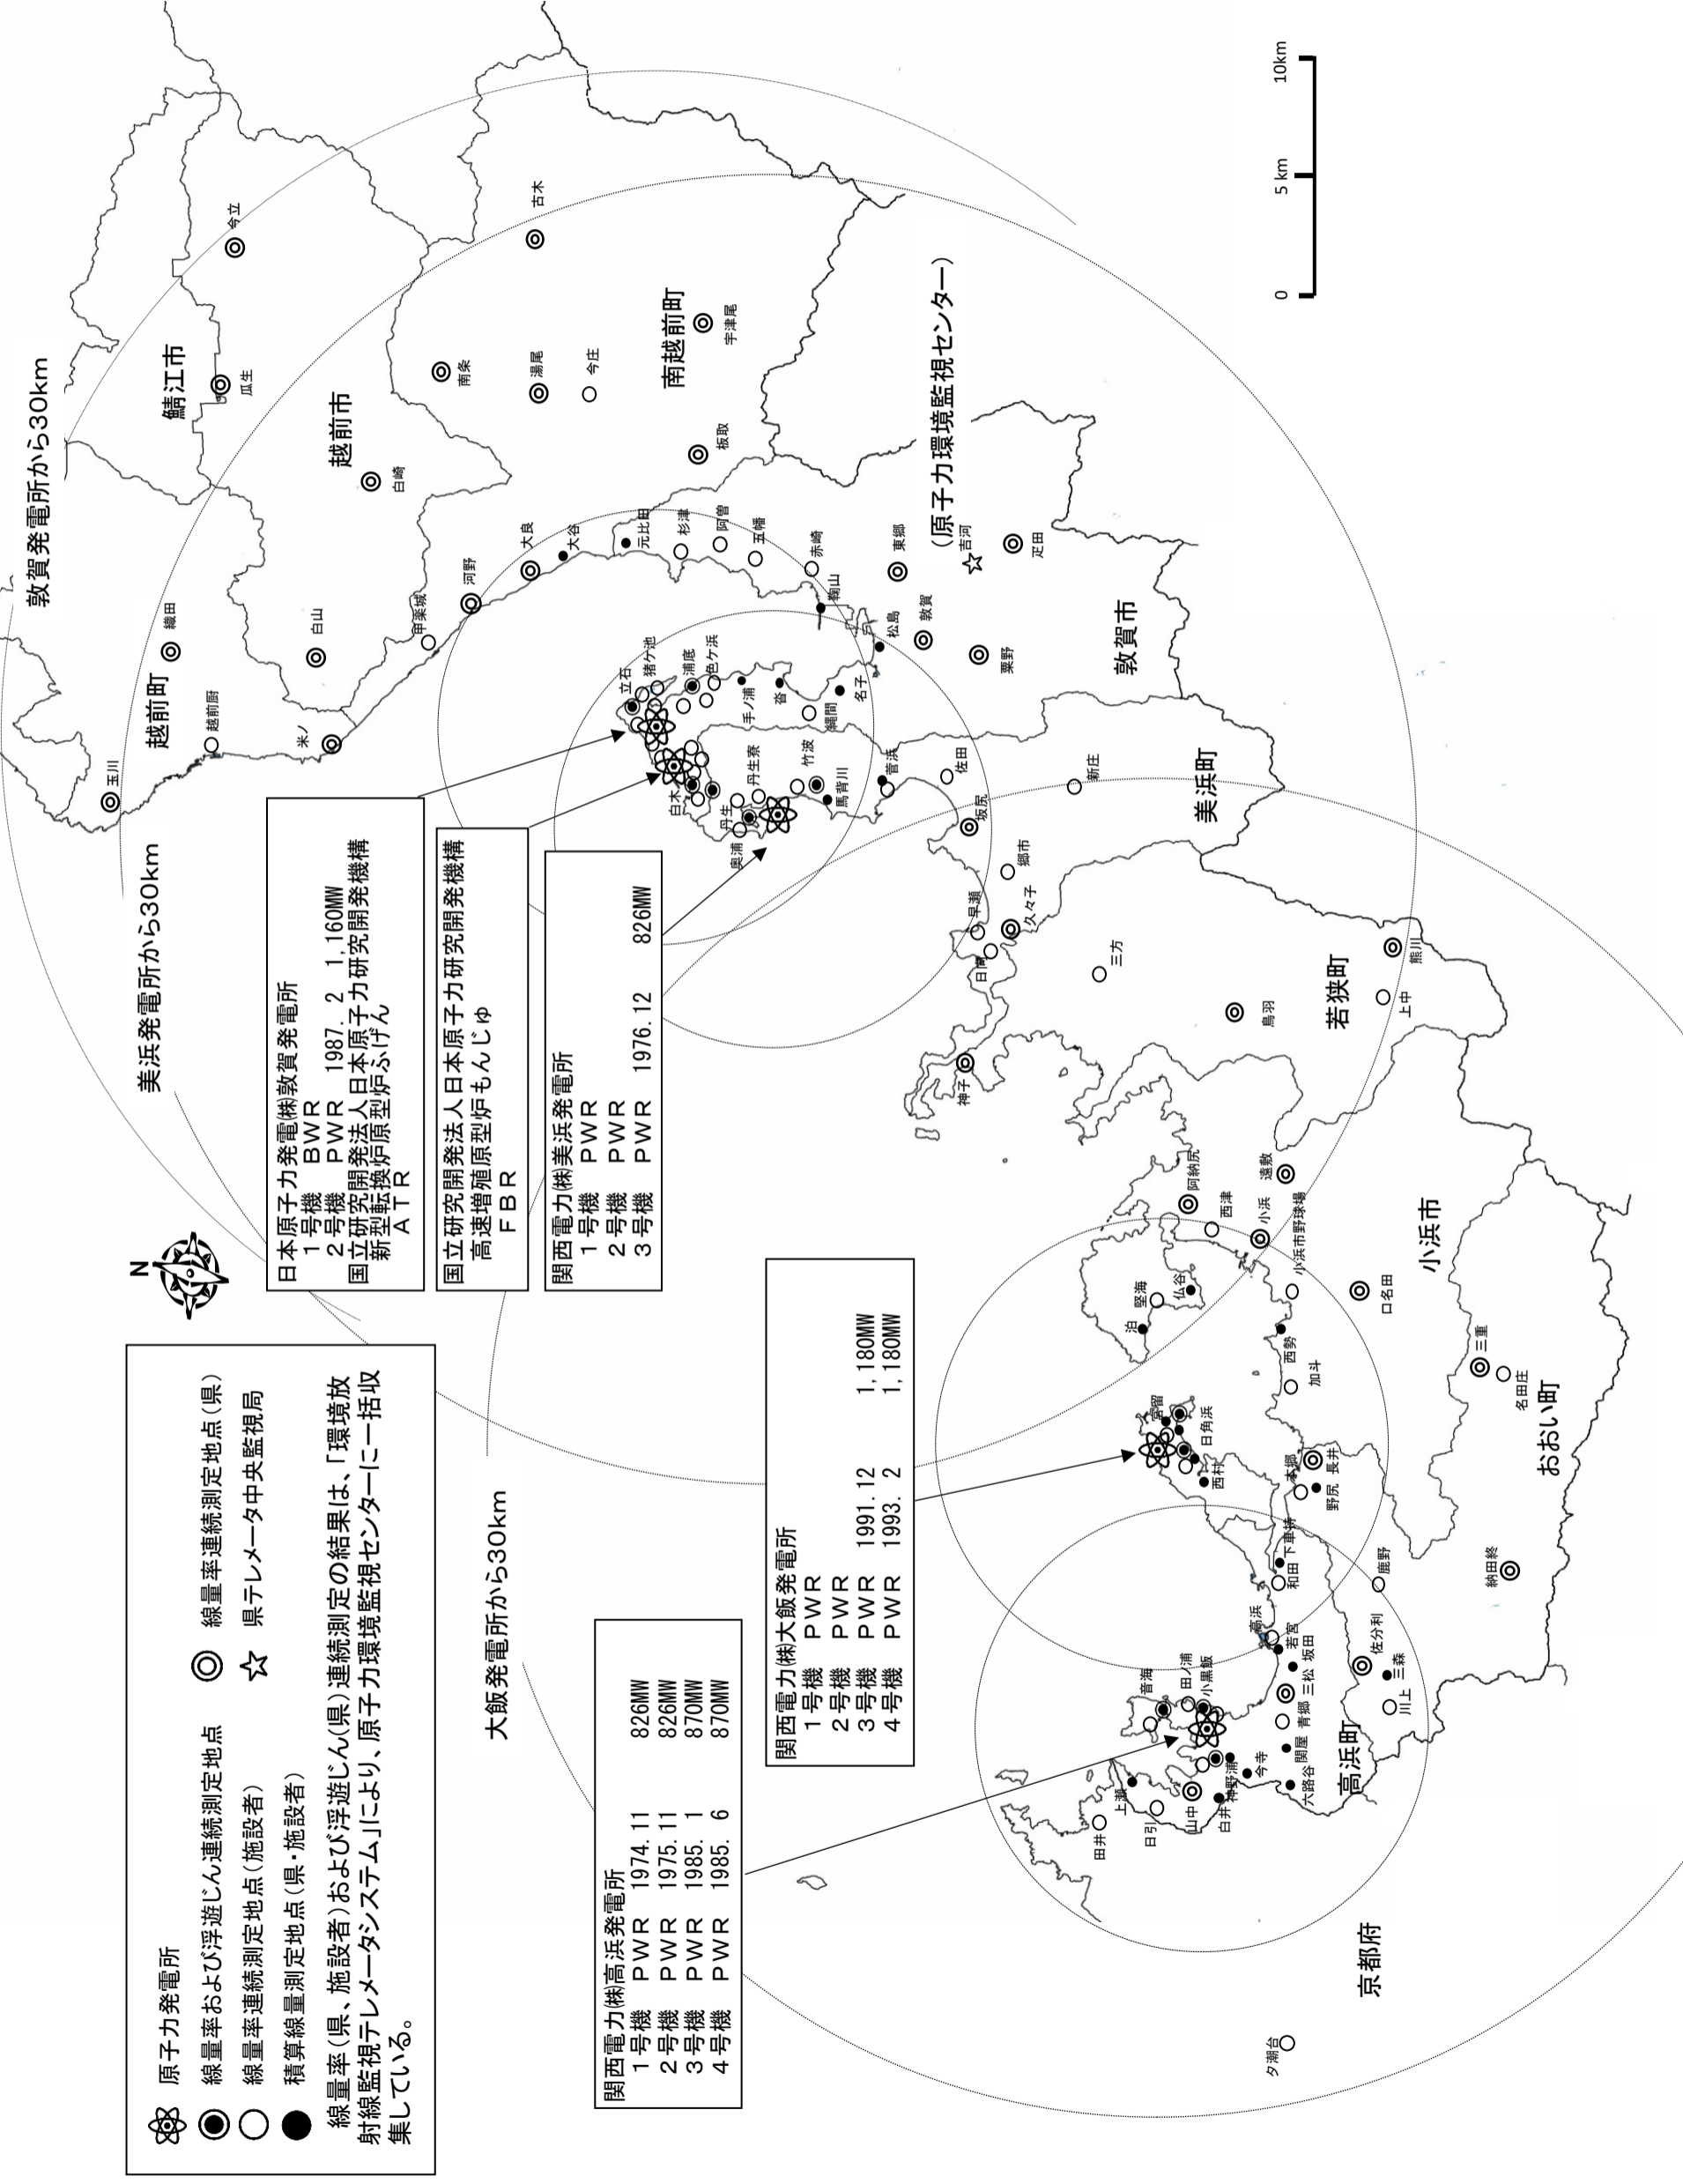 原子力発電所
線量率および浮遊じん連続測定地点
線量率連続測定地点(県)
線量率連続測定地点(施設者)
県テレメータ中央監視局
積算線量測定地点(県・施設者)
線量率(県、施設者)および浮遊じん(県)連続測定の結果は、「環境放
射線監視テレメータシステム」により、原子力環境監視センターに一括収
集している。
N
敦賀発電所から30km
美浜発電所から30km
大飯発電所から30km
日本原子力発電㈱敦賀発電所
1号機 BWR
2号機 PWR 1987. 2 1,160MW
国立研究開発法人日本原子力研究開発機構
新型転換炉原型炉ふげん
ATR
国立研究開発法人日本原子力研究開発機構
高速増殖原型炉もんじゅ
FBR
関西電力㈱美浜発電所
1号機 PWR
2号機 PWR
3号機 PWR 1976.12 826MW
関西電力㈱大飯発電所
1号機 PWR
2号機 PWR
3号機 PWR 1991.12 1,180MW
4号機 PWR 1993. 2 1,180MW
関西電力㈱高浜発電所
1号機 PWR 1974.11 826MW
2号機 PWR 1975.11 826MW
3号機 PWR 1985. 1 870MW
4号機 PWR 1985. 6 870MW
鯖江市
越前市
越前町
南越前町
敦賀市
美浜町
若狭町
小浜市
おおい町
高浜町
京都府
(原子力環境監視センター)
吉河
玉川
織田
越前厨
白山
米ノ
甲楽城
河野
今立
瓜生
白崎
南条
古木
湯尾
今庄
宇津尾
板取
大良
大谷
元比田
杉津
阿曽
五幡
赤崎
鞠山
東郷
疋田
松島
敦賀
粟野
立石
猪ケ池
浦底
色ケ浜
手ノ浦
沓
縄間
名子
白木
丹生
丹生寮
奥浦
竹波
馬背川
菅浜
佐田
坂尻
新庄
郷市
早瀬
久々子
日向
三方
神子
鳥羽
熊川
上中
阿納尻
西津
遠敷
小浜
小浜市野球場
堅海
仏谷
泊
西勢
加斗
口名田
三重
名田庄
宮留
日角浜
西村
本郷
長井
野尻
下車持
和田
鹿野
納田終
高浜
若宮
坂田
三松
青郷
関屋
六路谷
佐分利
三森
川上
音海
田ノ浦
小黒飯
神野浦
今寺
白井
山中
上瀬
日引
田井
夕潮台
0
5 km
10km